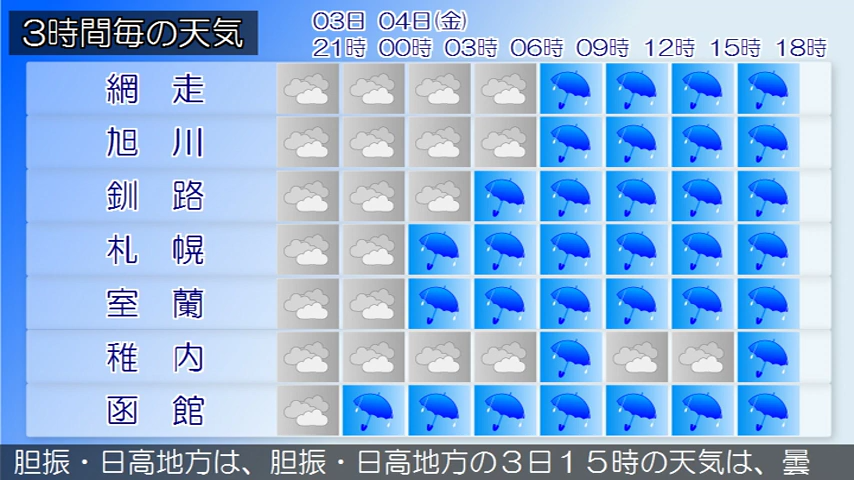 3時間毎の天気
03日 04日(金)
21時 00時 03時 06時 09時 12時 15時 18時
網走
旭川
釧路
札幌
室蘭
稚内
函館
胆振・日高地方は、胆振・日高地方の３日１５時の天気は、曇